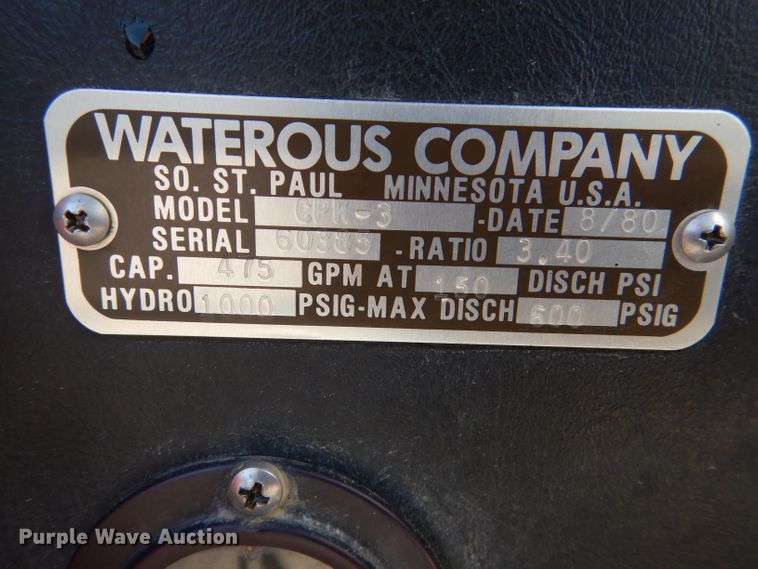 WATEROUS COMPANY
SO. ST. PAUL MINNESOTA U.S.A.
MODEL CPK-3 -DATE 8/80
SERIAL 60385 -RATIO 3.40
CAP. 475 GPM AT 150 DISCH PSI
HYDRO 1000 PSIG-MAX DISCH 600 PSIG
Purple Wave Auction